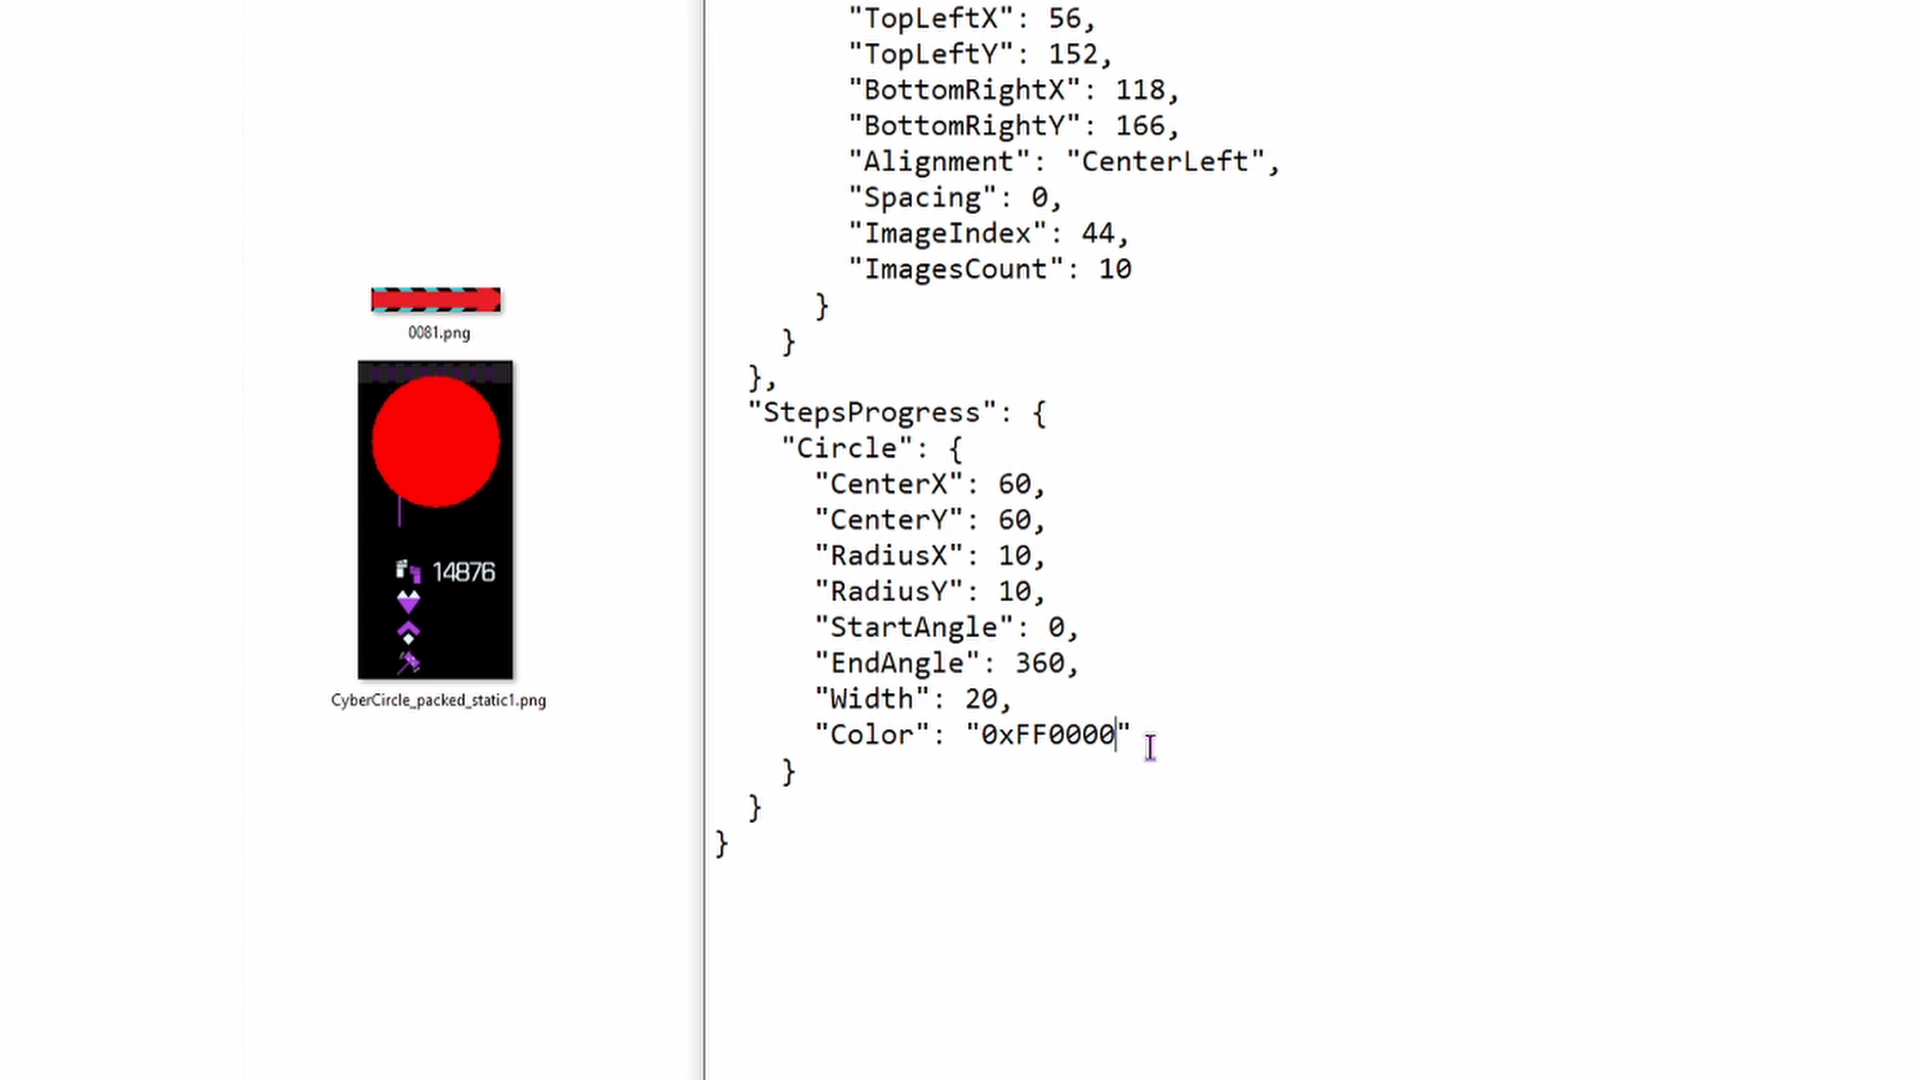 "TopLeftX": 56,
"TopLeftY": 152,
"BottomRightX": 118,
"BottomRightY": 166,
"Alignment": "CenterLeft",
"Spacing": 0,
"ImageIndex": 44,
"ImagesCount": 10
}
}
},
"StepsProgress": {
"Circle": {
"CenterX": 60,
"CenterY": 60,
"RadiusX": 10,
"RadiusY": 10,
"StartAngle": 0,
"EndAngle": 360,
"Width": 20,
"Color": "0xFF0000"
}
}
}
0081.png
14876
CyberCircle_packed_static1.png